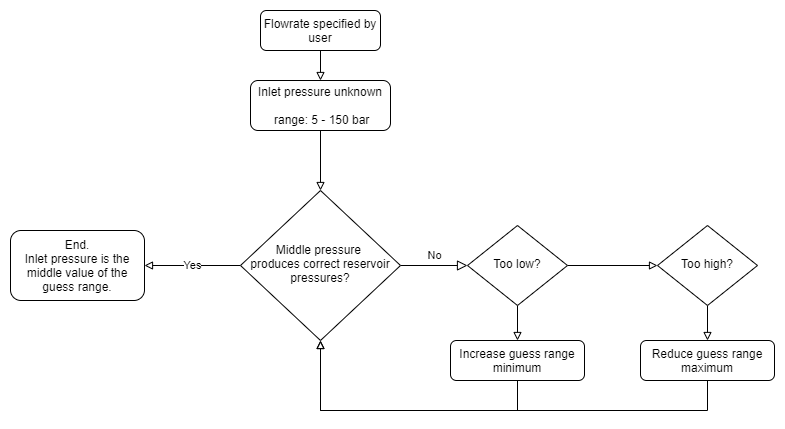 Flowrate specified by
user
Inlet pressure unknown
range: 5 - 150 bar
End.
Inlet pressure is the
middle value of the
guess range.
Yes
Middle pressure
produces correct reservoir
pressures?
No
Too low?
Too high?
Increase guess range
minimum
Reduce guess range
maximum